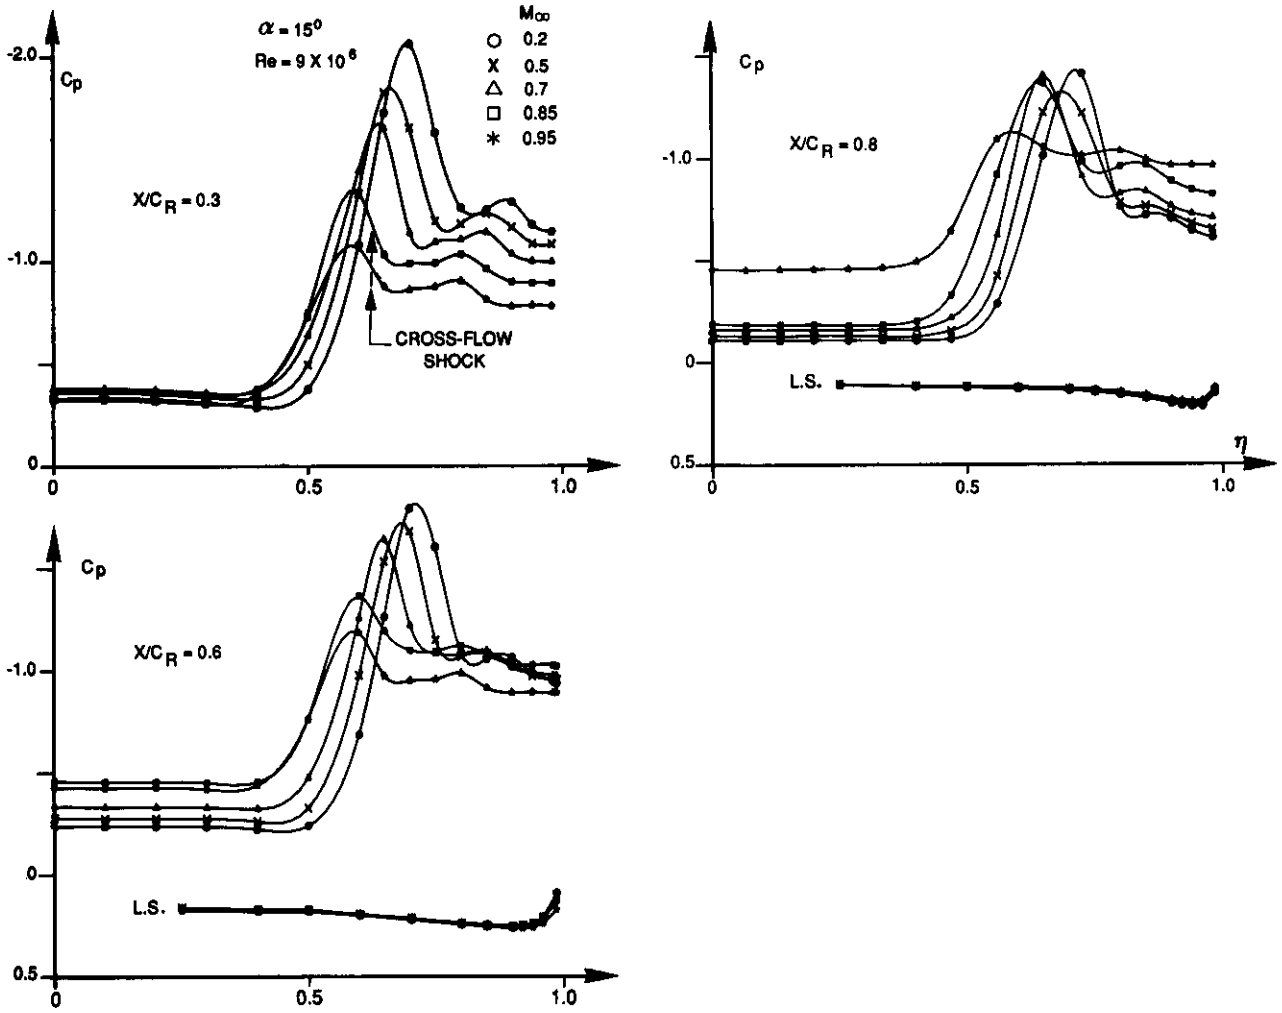 α = 15⁰
Re = 9 X 10⁶
M∞
○ 0.2
X 0.5
△ 0.7
□ 0.85
✳ 0.95
-2.0
Cp
X/CR = 0.3
-1.0
CROSS-FLOW
SHOCK
0
0 0.5 1.0
Cp
X/CR = 0.8
-1.0
0
L.S.
η
0.5
0 0.5 1.0
Cp
X/CR = 0.6
-1.0
0
L.S.
0.5
0 0.5 1.0